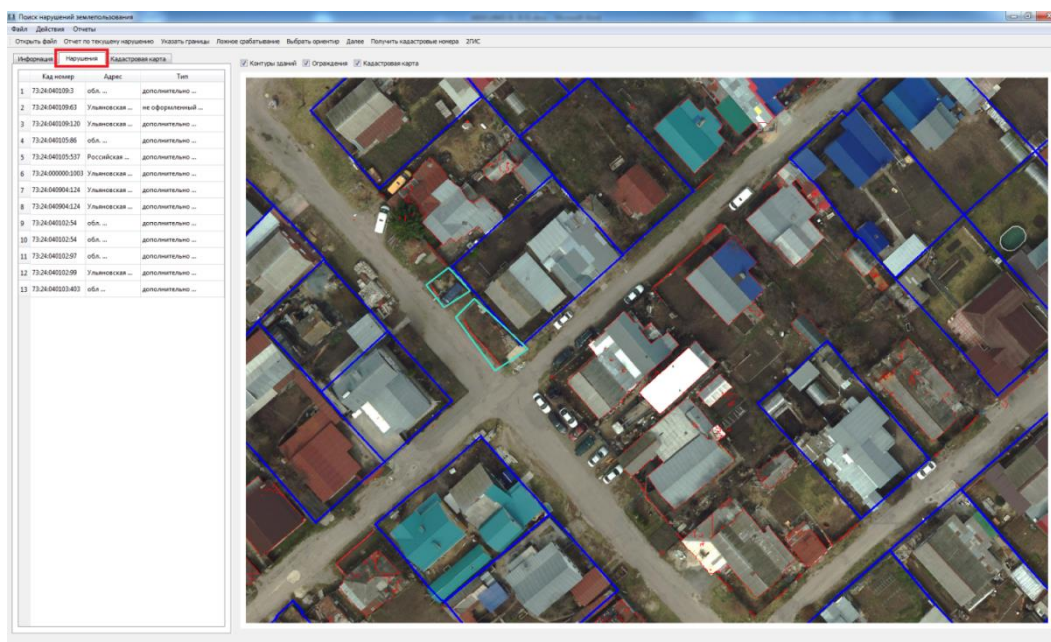 Поиск нарушений землепользования
Файл Действия Отчеты
Открыть файл Отчет по текущему нарушению Указать границы Ложное срабатывание Выбрать ориентир Далее Получить кадастровые номера 2ГИС
Информация Нарушения Кадастровая карта
Контуры зданий Ограждения Кадастровая карта
Кад номер Адрес Тип
1 73:24:040109:3 обл. ... дополнительно ...
2 73:24:040109:63 Ульяновская ... не оформленный ...
3 73:24:040109:120 Ульяновская ... дополнительно ...
4 73:24:040105:86 обл. ... дополнительно ...
5 73:24:040105:537 Российская ... дополнительно ...
6 73:24:000000:1003 Ульяновская ... дополнительно ...
7 73:24:040904:124 Ульяновская ... дополнительно ...
8 73:24:040904:124 Ульяновская ... дополнительно ...
9 73:24:040102:54 обл. ... дополнительно ...
10 73:24:040102:54 обл. ... дополнительно ...
11 73:24:040102:97 обл. ... дополнительно ...
12 73:24:040102:99 Ульяновская ... дополнительно ...
13 73:24:040103:403 обл ... дополнительно ...